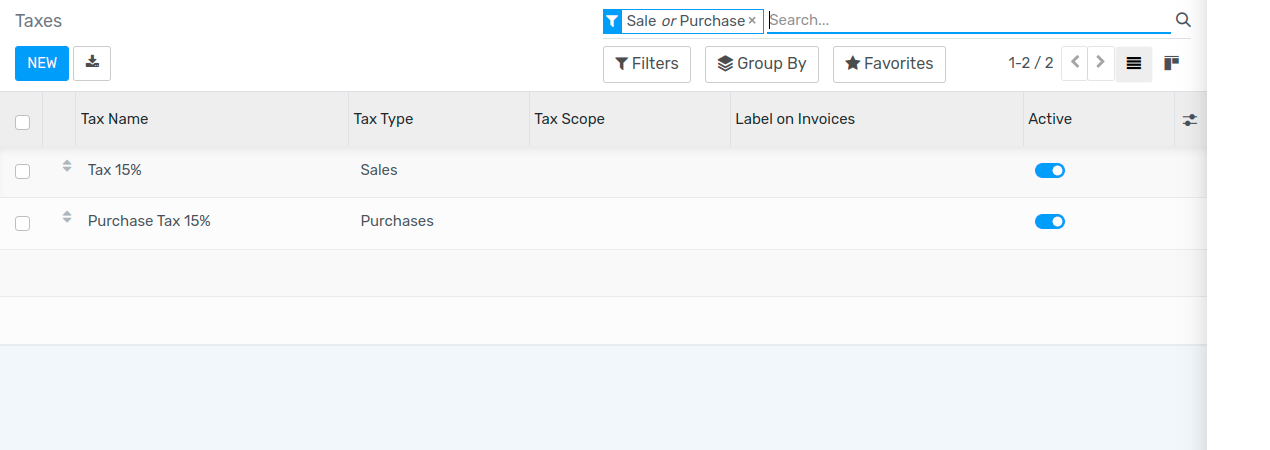 Taxes
Sale or Purchase × Search...
NEW
Filters Group By Favorites 1-2 / 2
Tax Name Tax Type Tax Scope Label on Invoices Active
Tax 15% Sales
Purchase Tax 15% Purchases